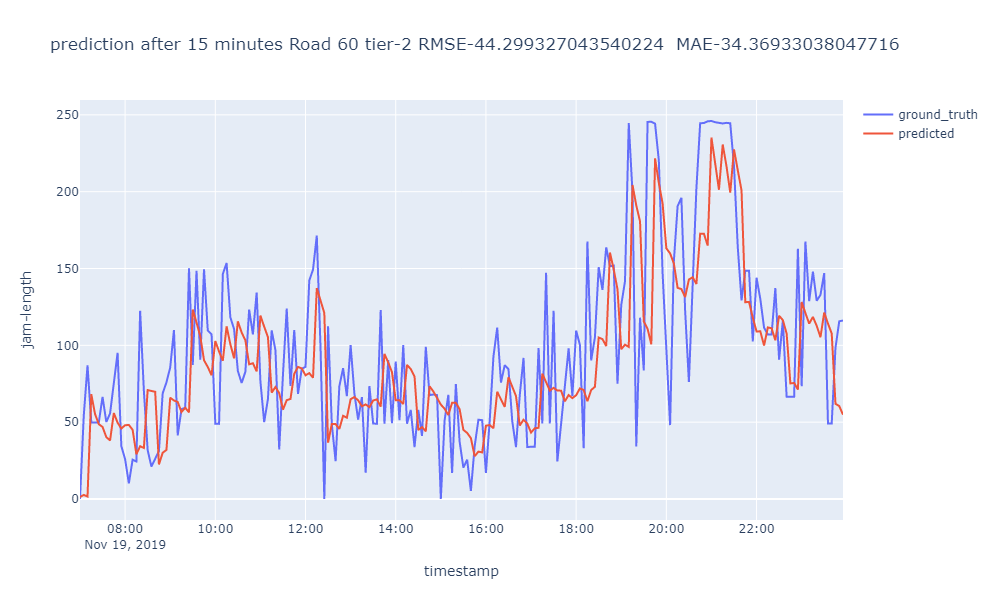 prediction after 15 minutes Road 60 tier-2 RMSE-44.299327043540224 MAE-34.36933038047716
ground_truth
predicted
jam-length
250
200
150
100
50
0
08:00 10:00 12:00 14:00 16:00 18:00 20:00 22:00
Nov 19, 2019
timestamp